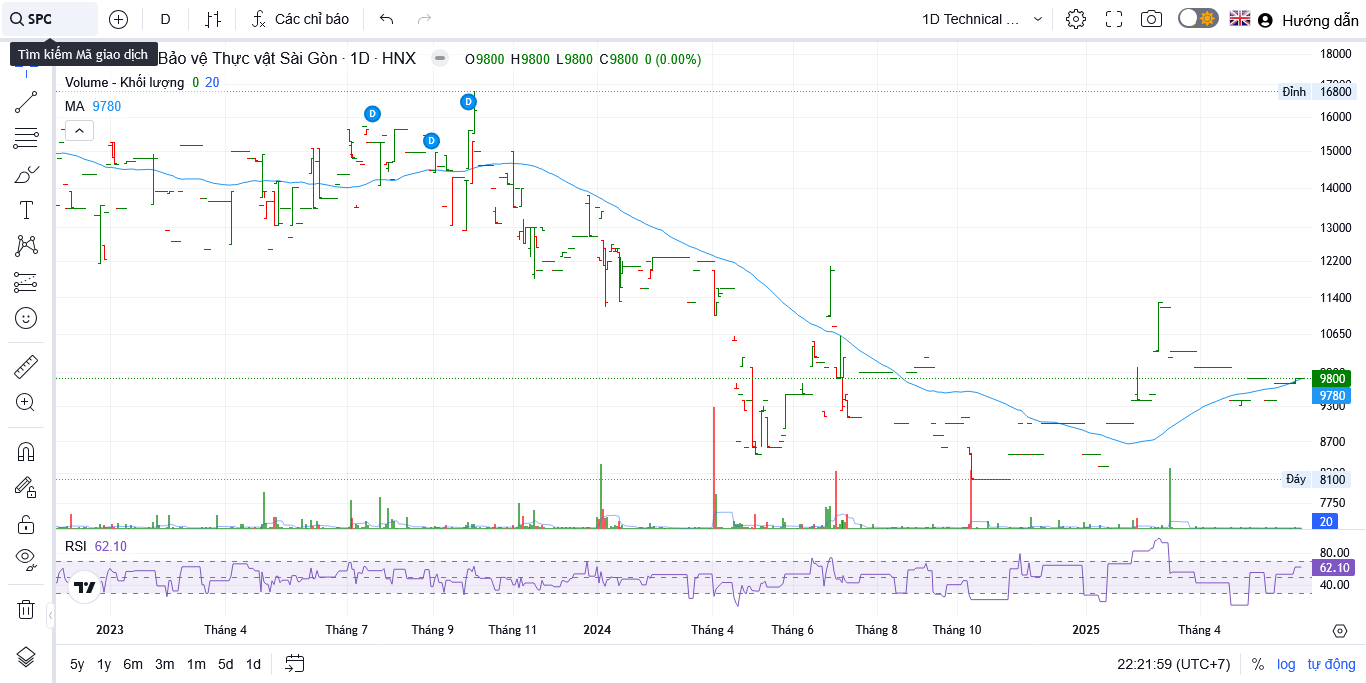 SPC
D
Các chỉ báo
1D Technical ...
Hướng dẫn
Tìm kiếm Mã giao dịch
Bảo vệ Thực vật Sài Gòn · 1D · HNX
O9800 H9800 L9800 C9800 0 (0.00%)
Volume - Khối lượng 0 20
MA 9780
D
D
D
18000
Đỉnh 16800
16000
15000
14000
13000
12200
11400
10650
9800
9780
9300
8700
Đáy 8100
7750
20
RSI 62.10
80.00
62.10
40.00
2023 Tháng 4 Tháng 7 Tháng 9 Tháng 11 2024 Tháng 4 Tháng 6 Tháng 8 Tháng 10 2025 Tháng 4
5y 1y 6m 3m 1m 5d 1d
22:21:59 (UTC+7) % log tự động